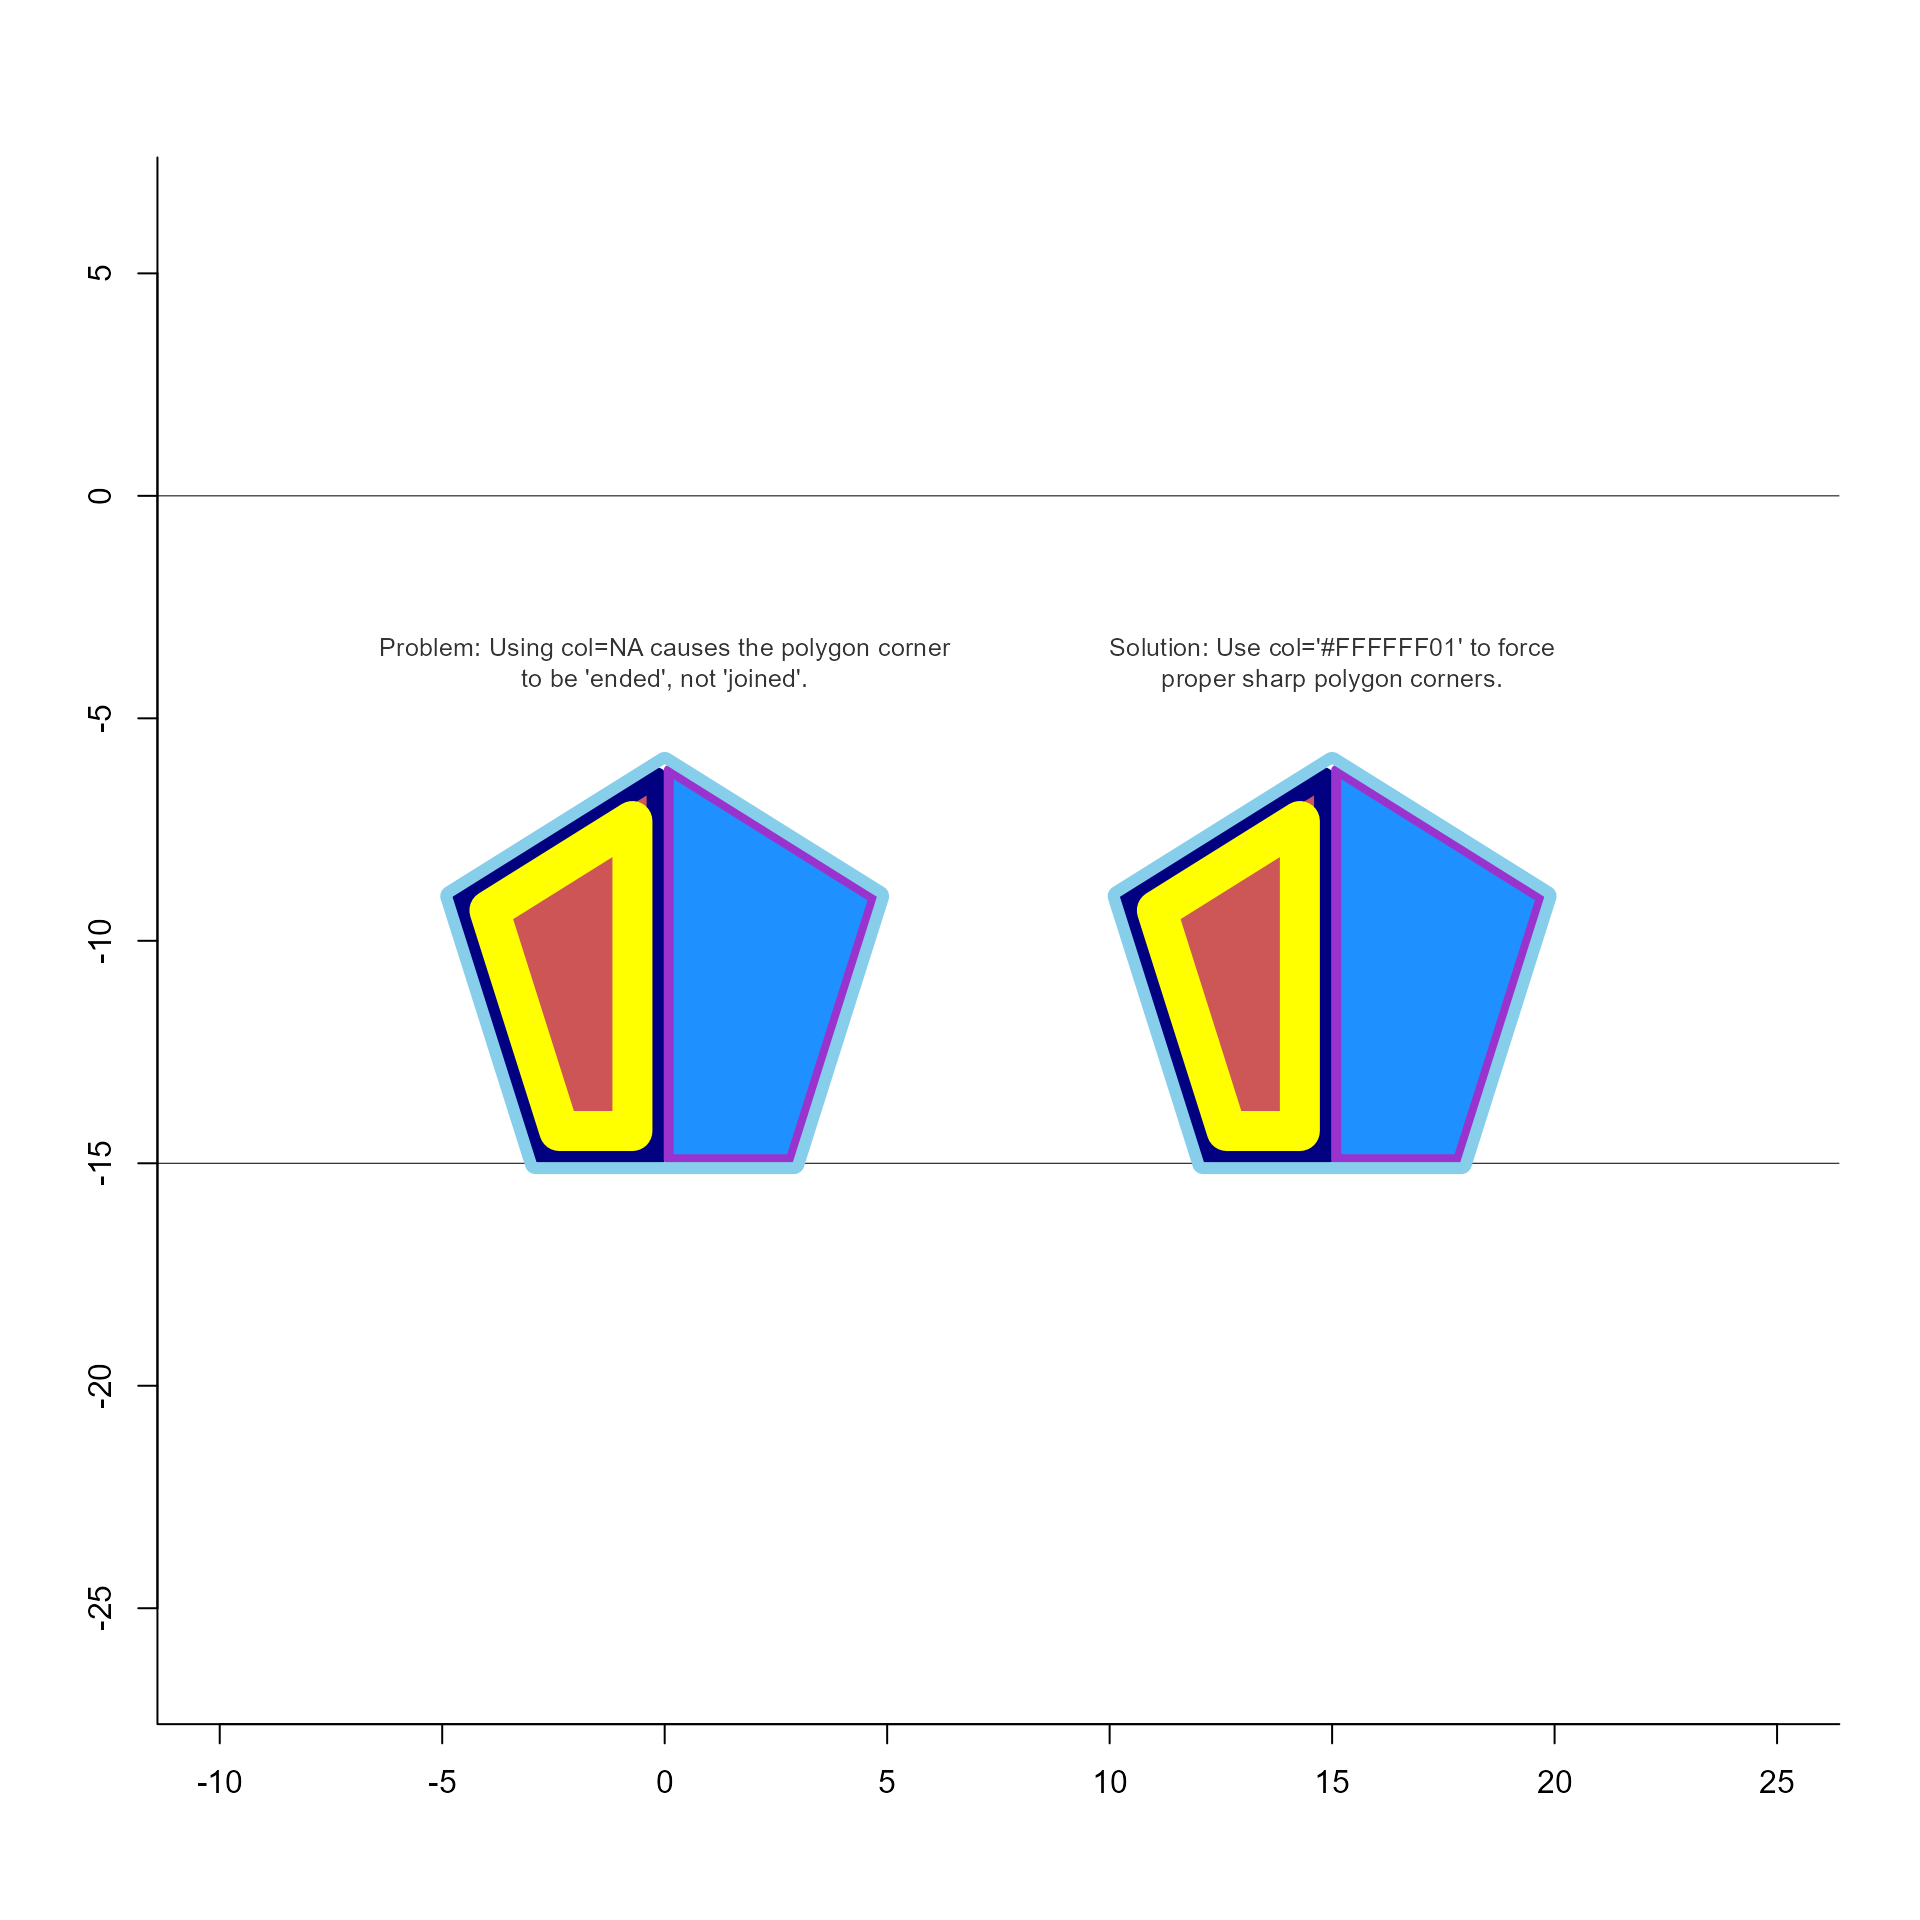 5
0
Problem: Using col=NA causes the polygon corner
to be 'ended', not 'joined'.
Solution: Use col='#FFFFFF01' to force
proper sharp polygon corners.
-5
-10
-15
-20
-25
-10 -5 0 5 10 15 20 25